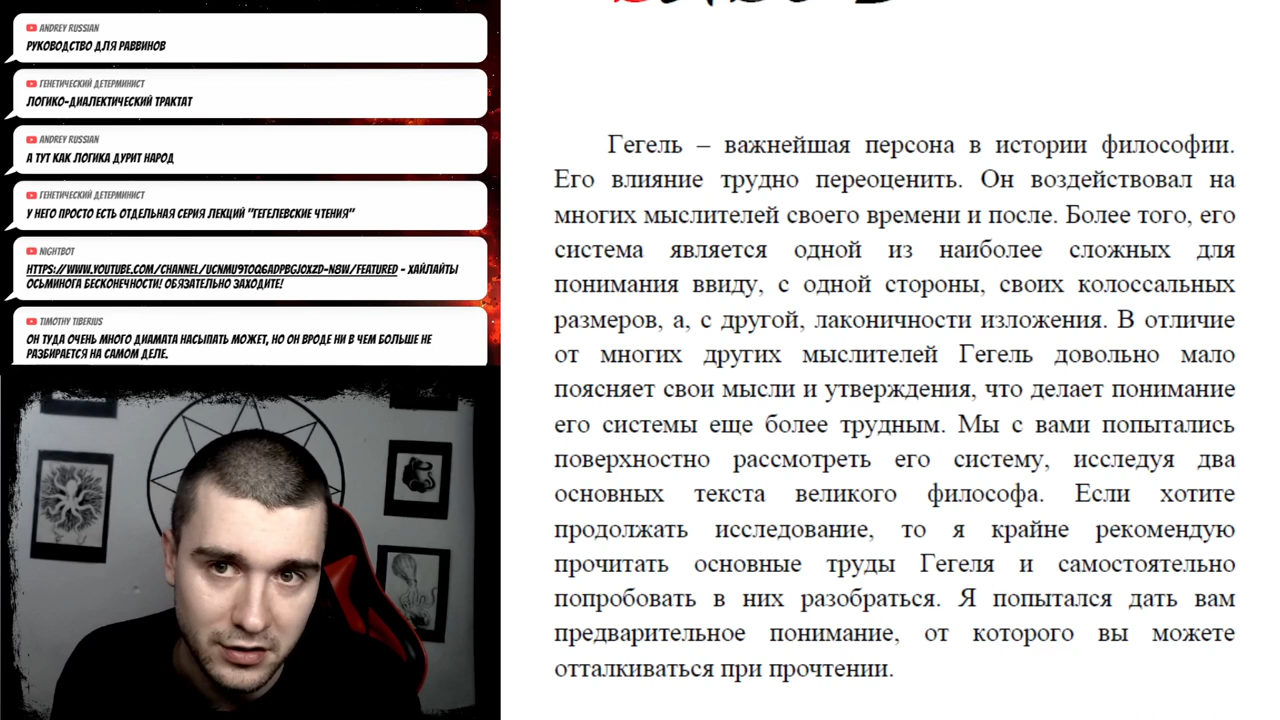 ANDREY RUSSIAN
РУКОВОДСТВО ДЛЯ РАВВИНОВ
ГЕНЕТИЧЕСКИЙ ДЕТЕРМИНИСТ
ЛОГИКО-ДИАЛЕКТИЧЕСКИЙ ТРАКТАТ
ANDREY RUSSIAN
А ТУТ КАК ЛОГИКА ДУРИТ НАРОД
ГЕНЕТИЧЕСКИЙ ДЕТЕРМИНИСТ
У НЕГО ПРОСТО ЕСТЬ ОТДЕЛЬНАЯ СЕРИЯ ЛЕКЦИЙ "ГЕГЕЛЕВСКИЕ ЧТЕНИЯ"
NIGHTBOT
- ХАЙЛАЙТЫ
ОСЬМИНОГА БЕСКОНЕЧНОСТИ! ОБЯЗАТЕЛЬНО ЗАХОДИТЕ!
TIMOTHY TIBERIUS
ОН ТУДА ОЧЕНЬ МНОГО ДИАМАТА НАСЫПАТЬ МОЖЕТ, НО ОН ВРОДЕ НИ В ЧЕМ БОЛЬШЕ НЕ
РАЗБИРАЕТСЯ НА САМОМ ДЕЛЕ.
Гегель – важнейшая персона в истории философии.
Его влияние трудно переоценить. Он воздействовал на
многих мыслителей своего времени и после. Более того, его
система является одной из наиболее сложных для
понимания ввиду, с одной стороны, своих колоссальных
размеров, а, с другой, лаконичности изложения. В отличие
от многих других мыслителей Гегель довольно мало
поясняет свои мысли и утверждения, что делает понимание
его системы еще более трудным. Мы с вами попытались
поверхностно рассмотреть его систему, исследуя два
основных текста великого философа. Если хотите
продолжать исследование, то я крайне рекомендую
прочитать основные труды Гегеля и самостоятельно
попробовать в них разобраться. Я попытался дать вам
предварительное понимание, от которого вы можете
отталкиваться при прочтении.